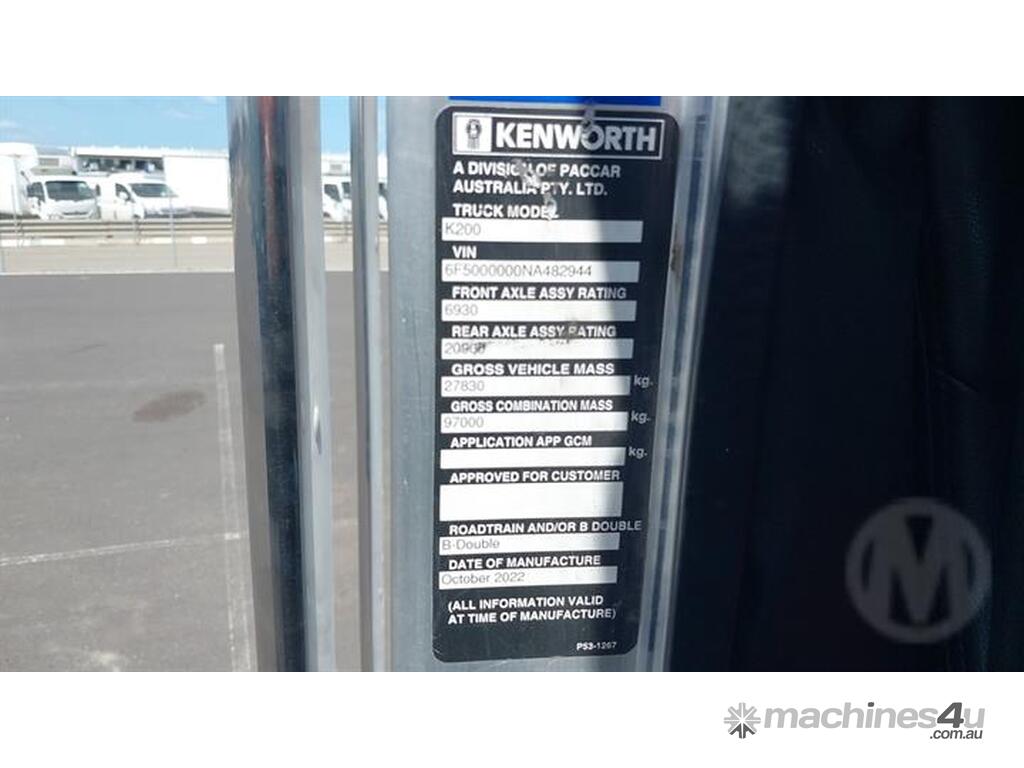 KENWORTH
A DIVISION OF PACCAR
AUSTRALIA PTY. LTD.
TRUCK MODEL
K200
VIN
6F5000000NA482944
FRONT AXLE ASSY RATING
6930
REAR AXLE ASSY RATING
20900
GROSS VEHICLE MASS
27830 kg.
GROSS COMBINATION MASS
97000 kg.
APPLICATION APP GCM
kg.
APPROVED FOR CUSTOMER
ROADTRAIN AND/OR B DOUBLE
B-Double
DATE OF MANUFACTURE
October 2022
(ALL INFORMATION VALID
AT TIME OF MANUFACTURE)
P53-1267
M
machines4u
.com.au